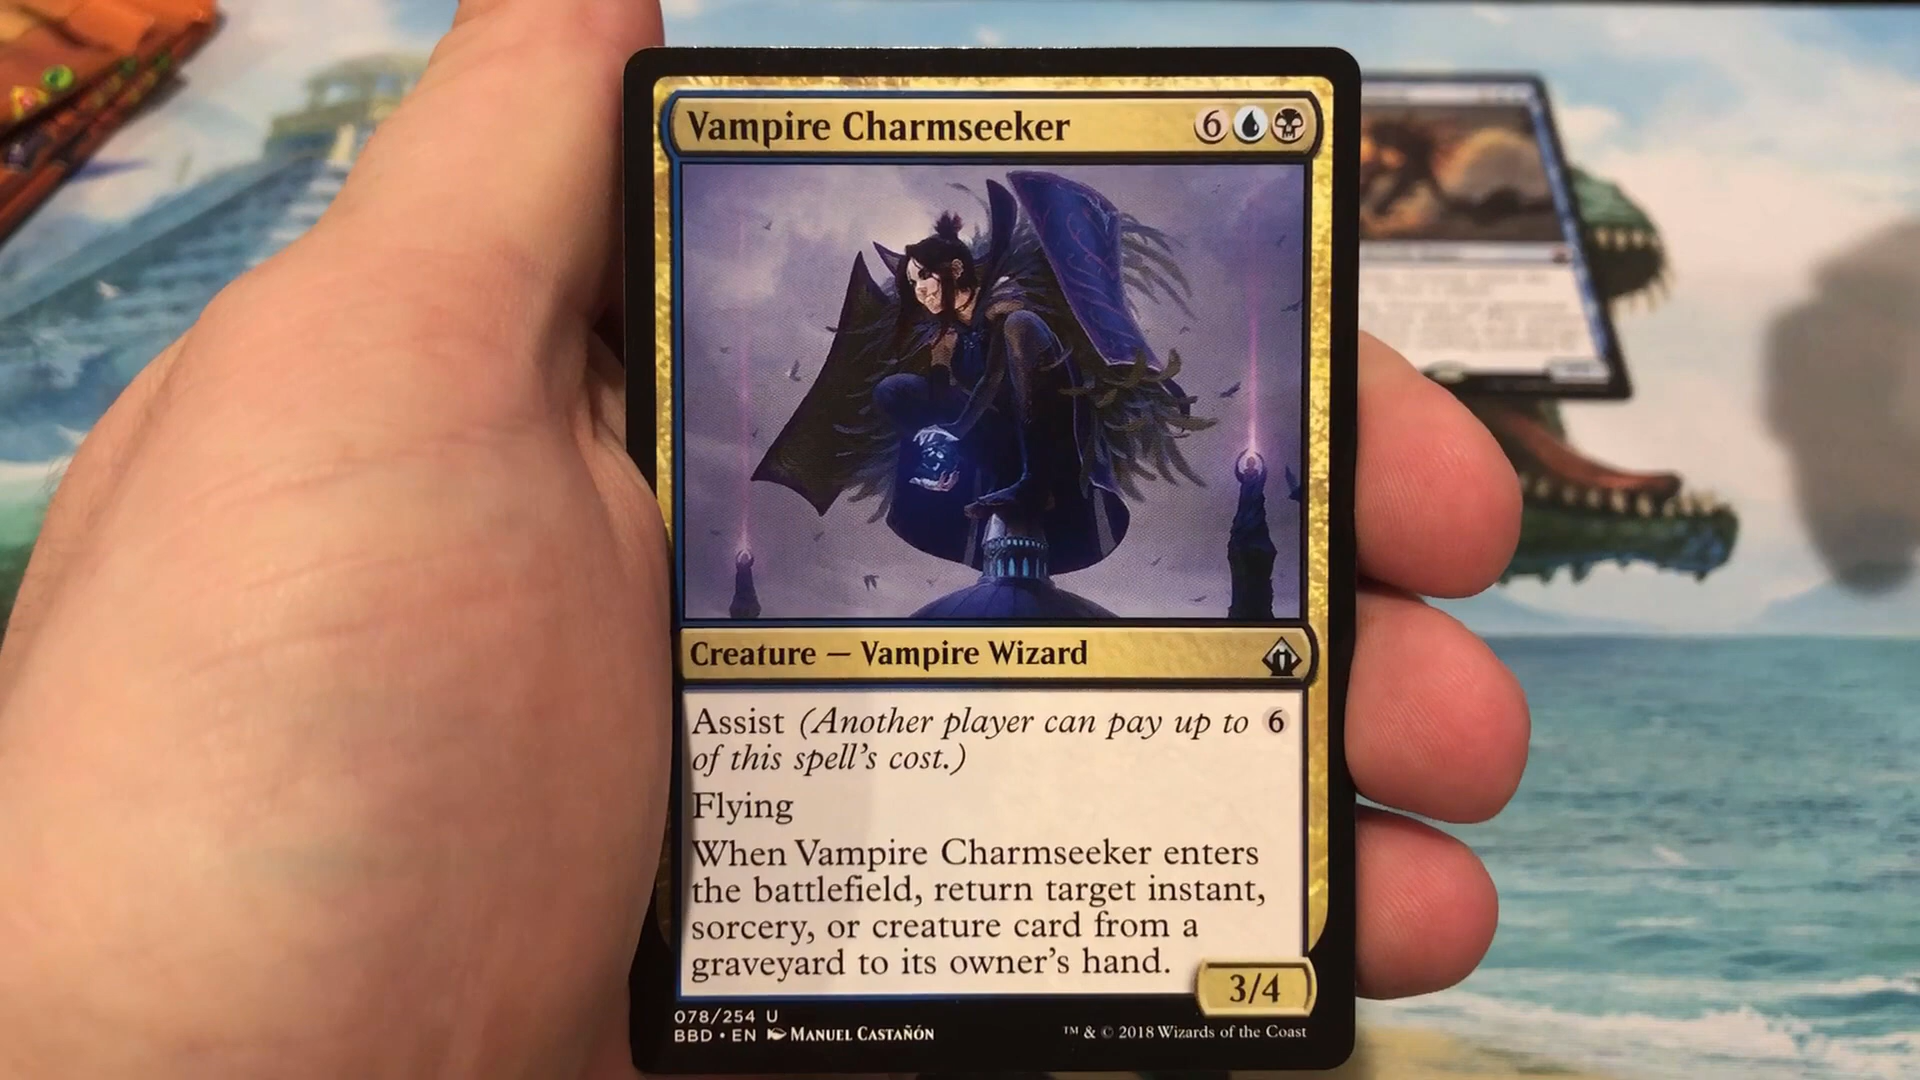 Vampire Charmseeker 6
Creature — Vampire Wizard
Assist (Another player can pay up to 6
of this spell's cost.)
Flying
When Vampire Charmseeker enters
the battlefield, return target instant,
sorcery, or creature card from a
graveyard to its owner's hand.
3/4
078/254 U
BBD • EN Manuel Castañón
™ & © 2018 Wizards of the Coast